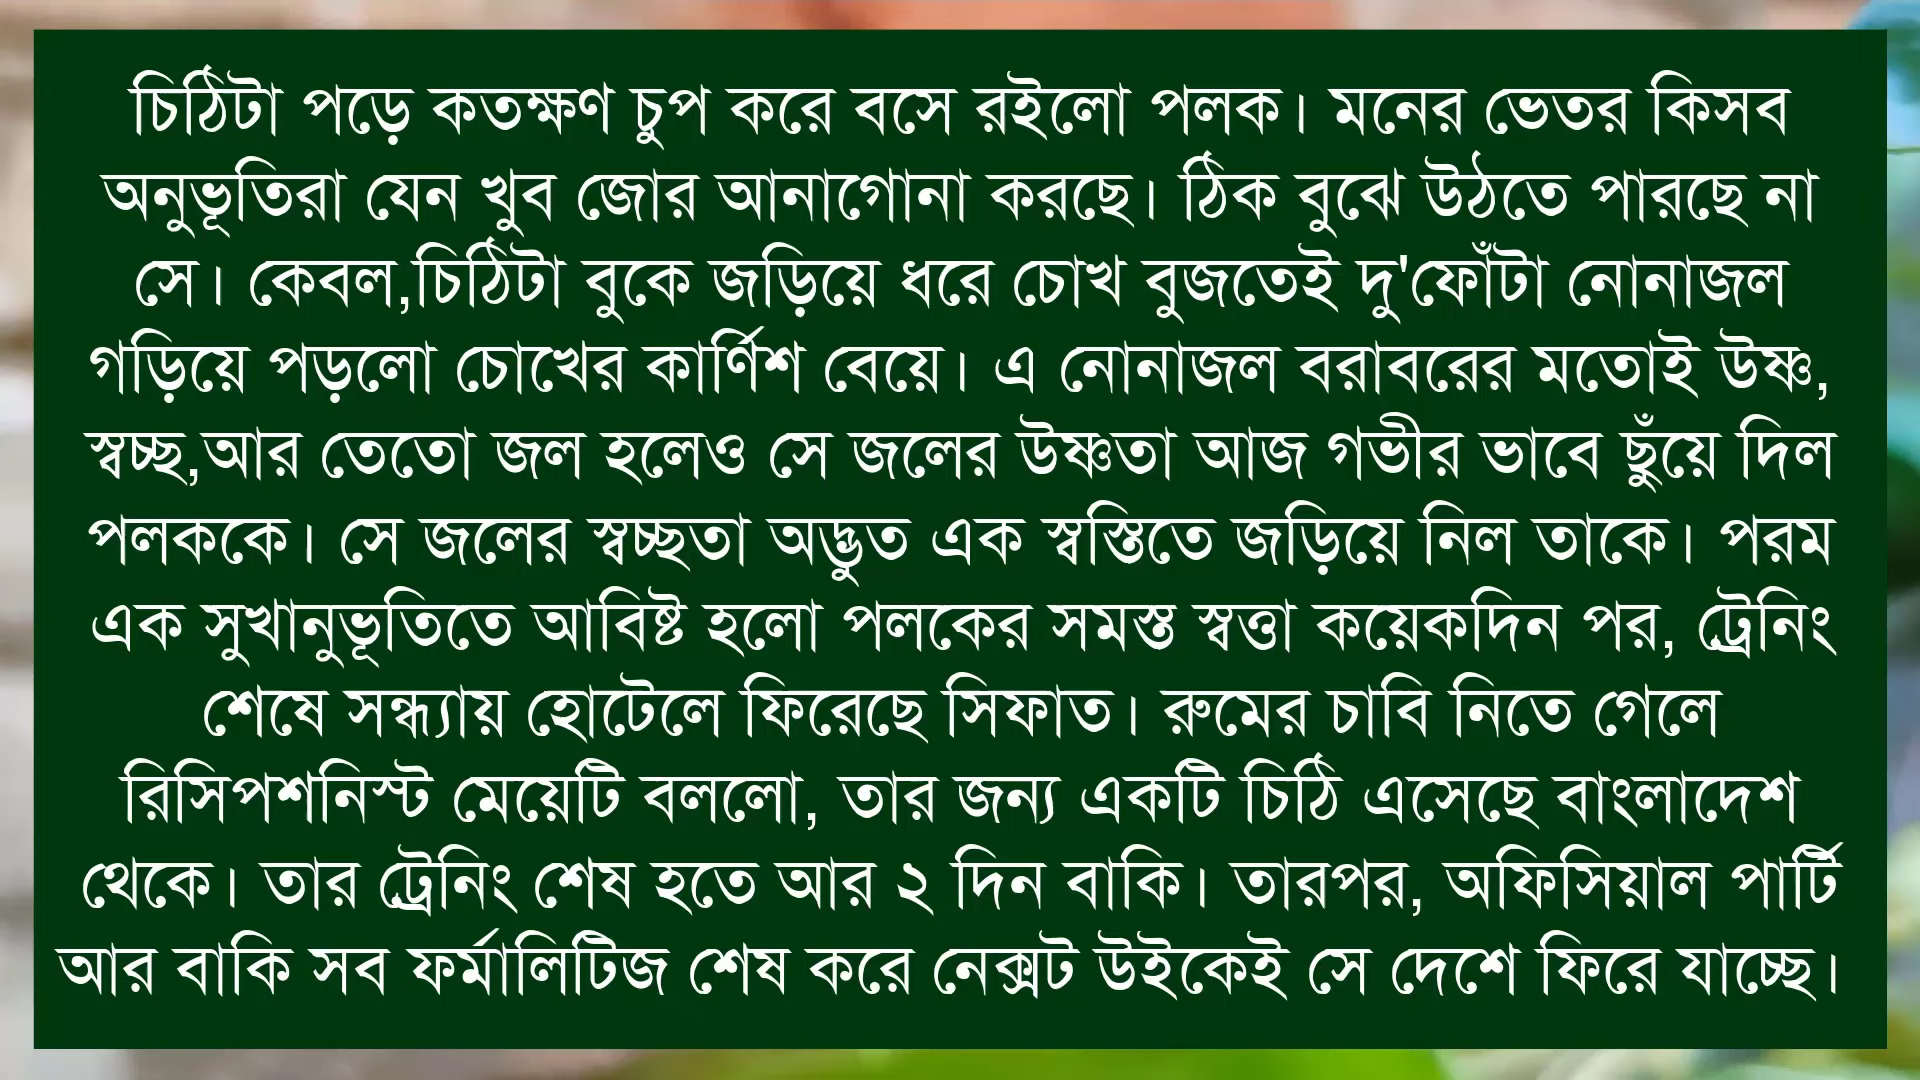 চিঠিটা পড়ে কতক্ষণ চুপ করে বসে রইলো পলক। মনের ভেতর কিসব
অনুভূতিরা যেন খুব জোর আনাগোনা করছে। ঠিক বুঝে উঠতে পারছে না
সে। কেবল,চিঠিটা বুকে জড়িয়ে ধরে চোখ বুজতেই দু'ফোঁটা নোনাজল
গড়িয়ে পড়লো চোখের কার্ণিশ বেয়ে। এ নোনাজল বরাবরের মতোই উষ্ণ,
স্বচ্ছ,আর তেতো জল হলেও সে জলের উষ্ণতা আজ গভীর ভাবে ছুঁয়ে দিল
পলককে। সে জলের স্বচ্ছতা অদ্ভুত এক স্বস্তিতে জড়িয়ে নিল তাকে। পরম
এক সুখানুভূতিতে আবিষ্ট হলো পলকের সমস্ত স্বত্তা কয়েকদিন পর, ট্রেনিং
শেষে সন্ধ্যায় হোটেলে ফিরেছে সিফাত। রুমের চাবি নিতে গেলে
রিসিপশনিস্ট মেয়েটি বললো, তার জন্য একটি চিঠি এসেছে বাংলাদেশ
থেকে। তার ট্রেনিং শেষ হতে আর ২ দিন বাকি। তারপর, অফিসিয়াল পার্টি
আর বাকি সব ফর্মালিটিজ শেষ করে নেক্সট উইকেই সে দেশে ফিরে যাচ্ছে।